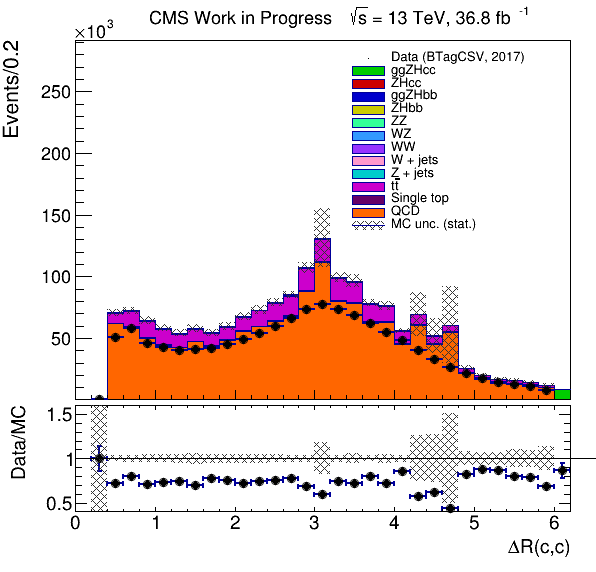 CMS Work in Progress √s = 13 TeV, 36.8 fb⁻¹
×10³
Events/0.2
250
200
150
100
50
Data (BTagCSV, 2017)
ggZHcc
ZHcc
ggZHbb
ZHbb
ZZ
WZ
WW
W + jets
Z + jets
tt̄
Single top
QCD
MC unc. (stat.)
Data/MC
1.5
1
0.5
0 1 2 3 4 5 6
ΔR(c,c)